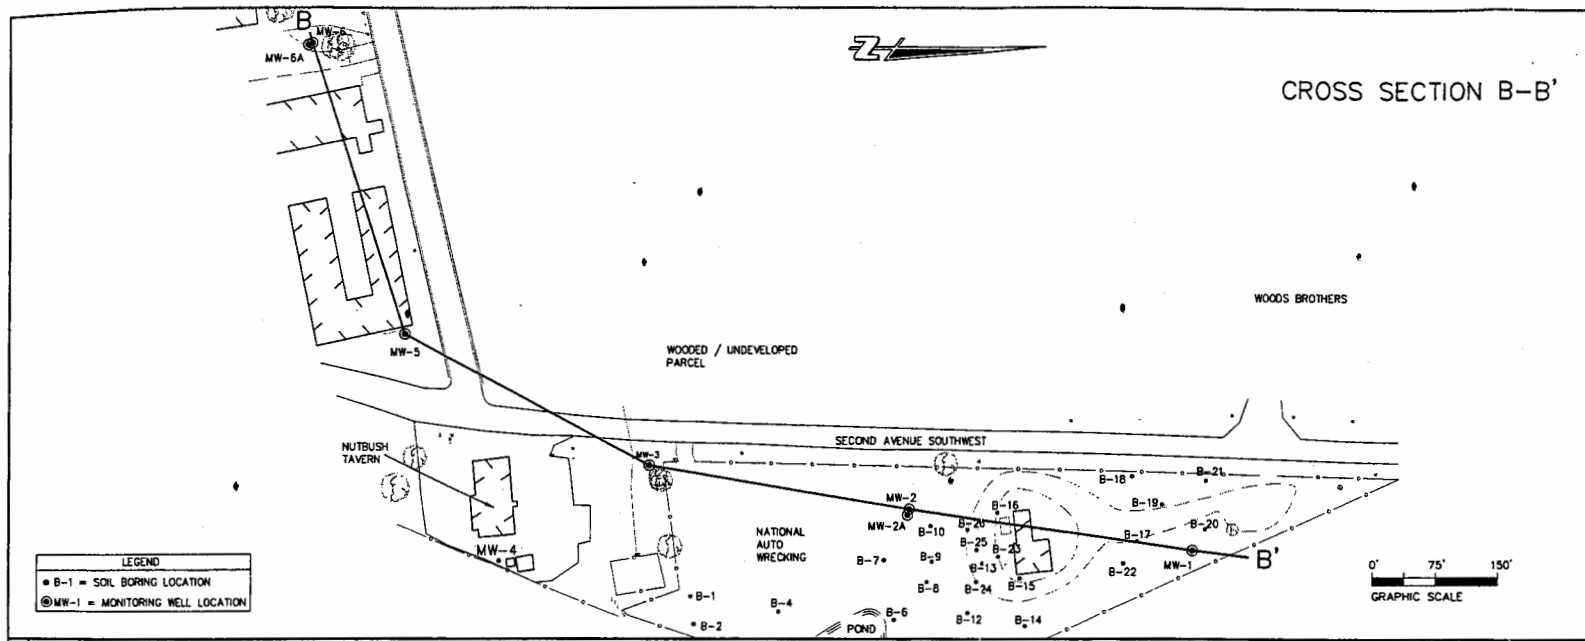 B
MW-6
MW-6A
Z
CROSS SECTION B-B'
WOODS BROTHERS
MW-5
WOODED / UNDEVELOPED
PARCEL
SECOND AVENUE SOUTHWEST
NUTBUSH
TAVERN
MW-3
B-21
B-18
B-19
MW-2
B-16
MW-2A
B-26
B-20
B-10
NATIONAL
AUTO
WRECKING
B-17
B-25
B-23
MW-4
B-7
B-9
B-13
B-22
MW-1
B'
B-8
B-24
B-15
B-1
B-4
B-6
B-12
B-14
B-2
POND
LEGEND
B-1 = SOIL BORING LOCATION
MW-1 = MONITORING WELL LOCATION
0' 75' 150'
GRAPHIC SCALE